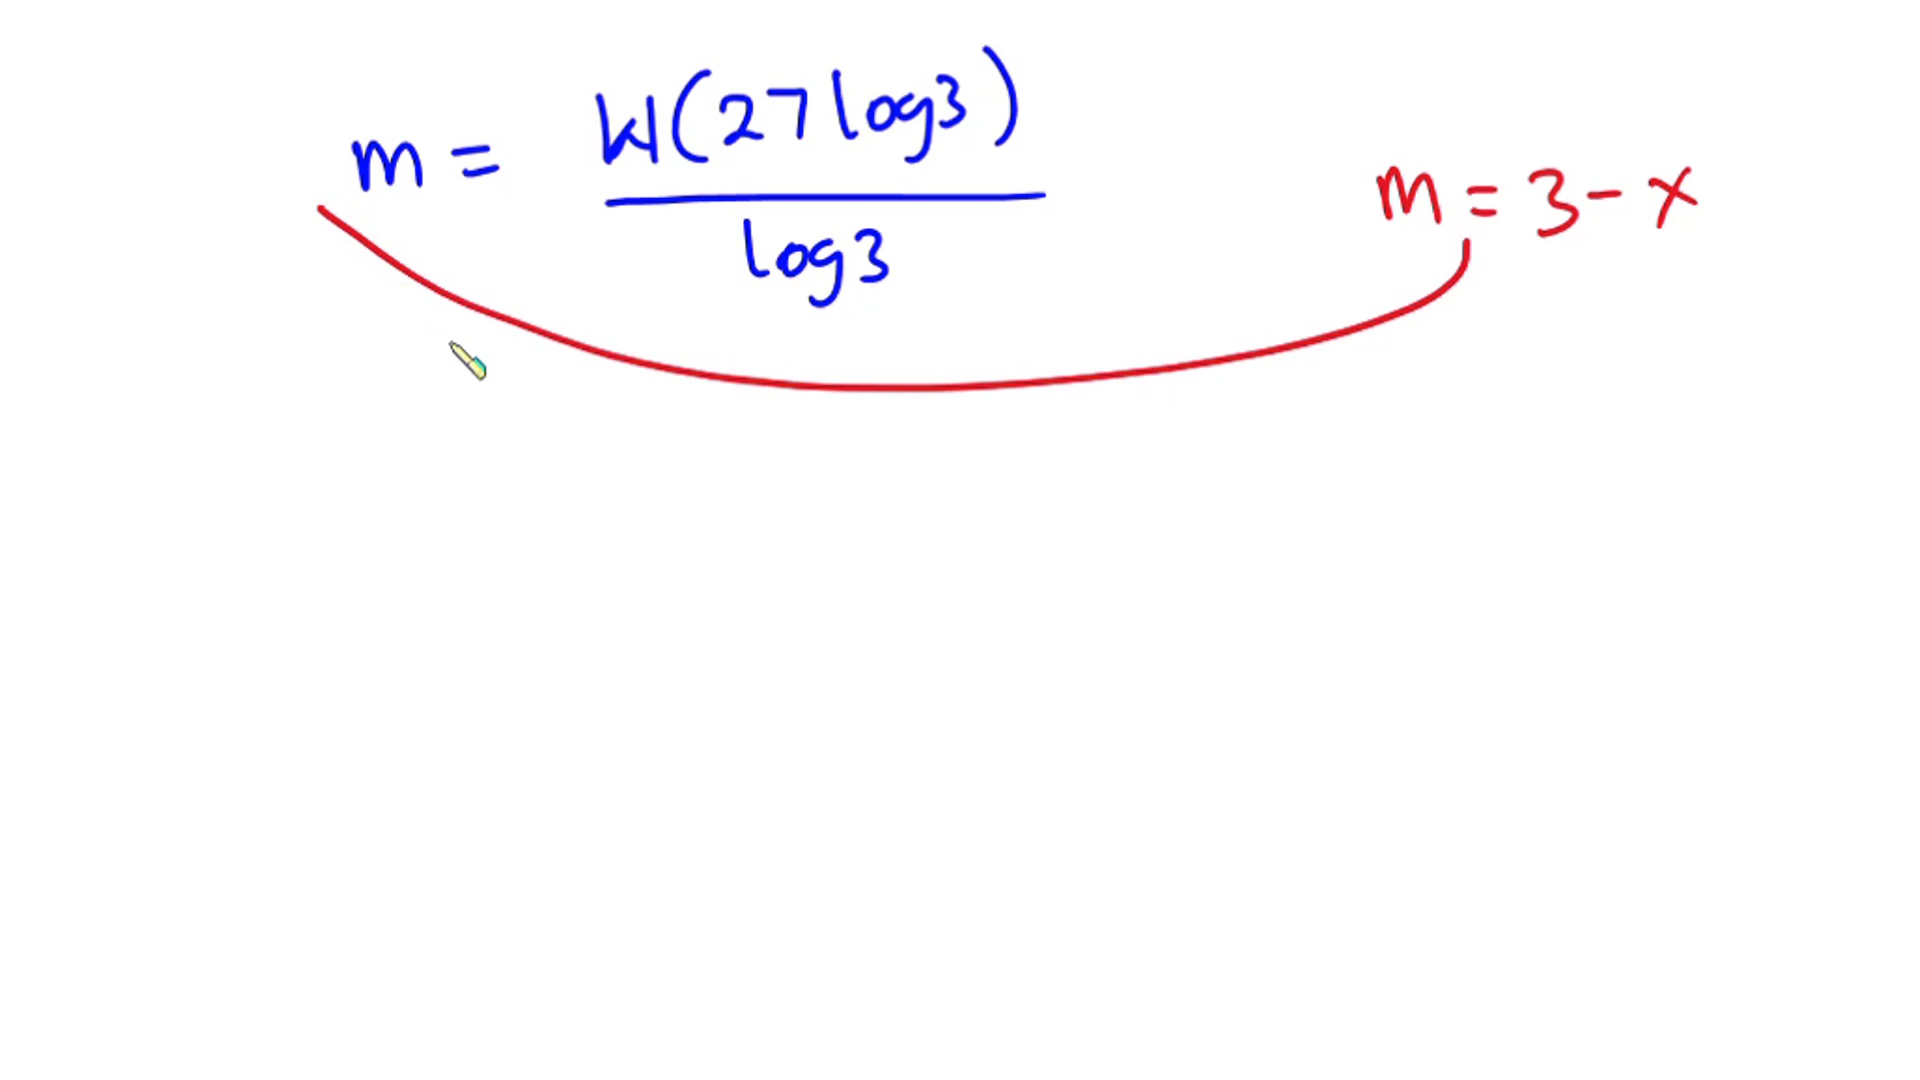 m = W(27log3)
log3
m = 3 - x